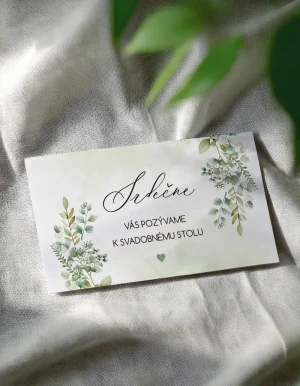 Srdečne
VÁS POZÝVAME
K SVADOBNÉMU STOLU